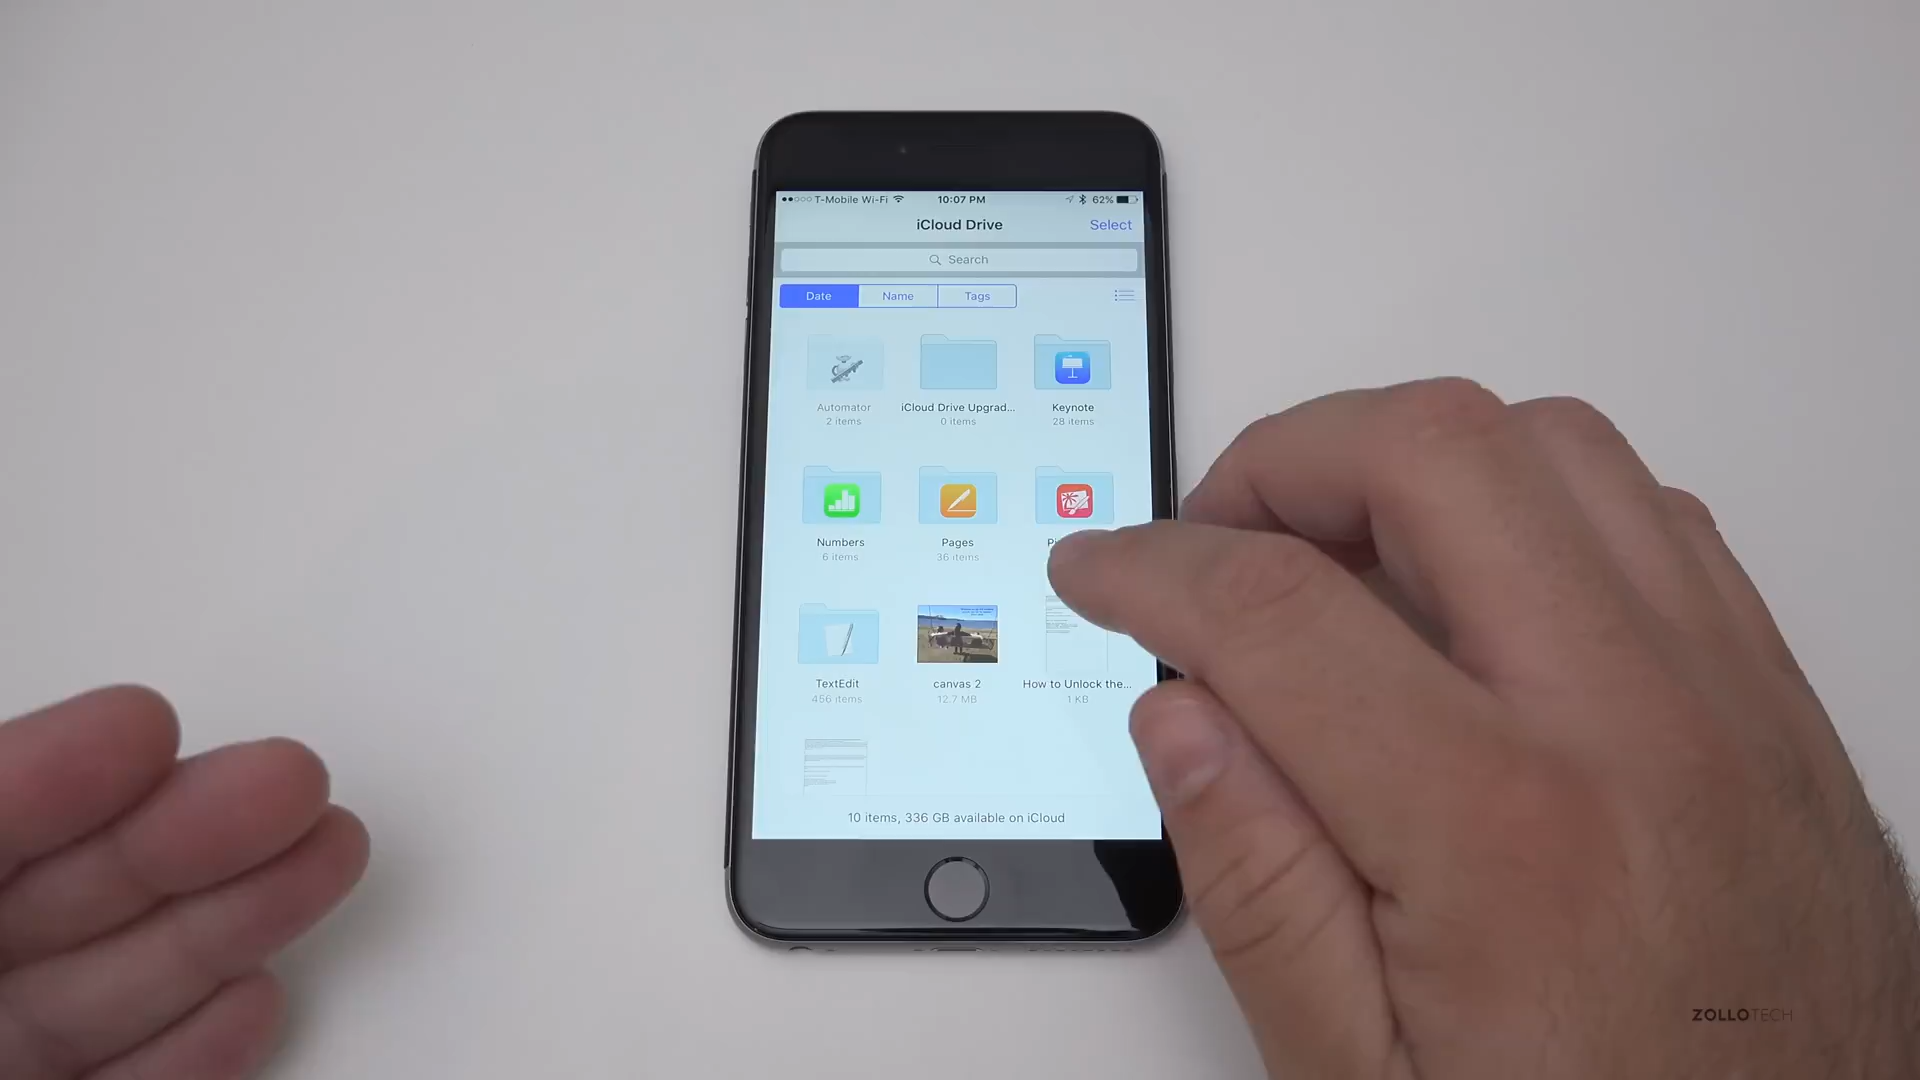 T-Mobile Wi-Fi 10:07 PM 62%
iCloud Drive Select
Search
Date Name Tags
Automator iCloud Drive Upgrad... Keynote
2 items 0 items 28 items
Numbers Pages
6 items 36 items
TextEdit canvas 2 How to Unlock the...
456 items 12.7 MB 1 KB
10 items, 336 GB available on iCloud
ZOLLOTECH